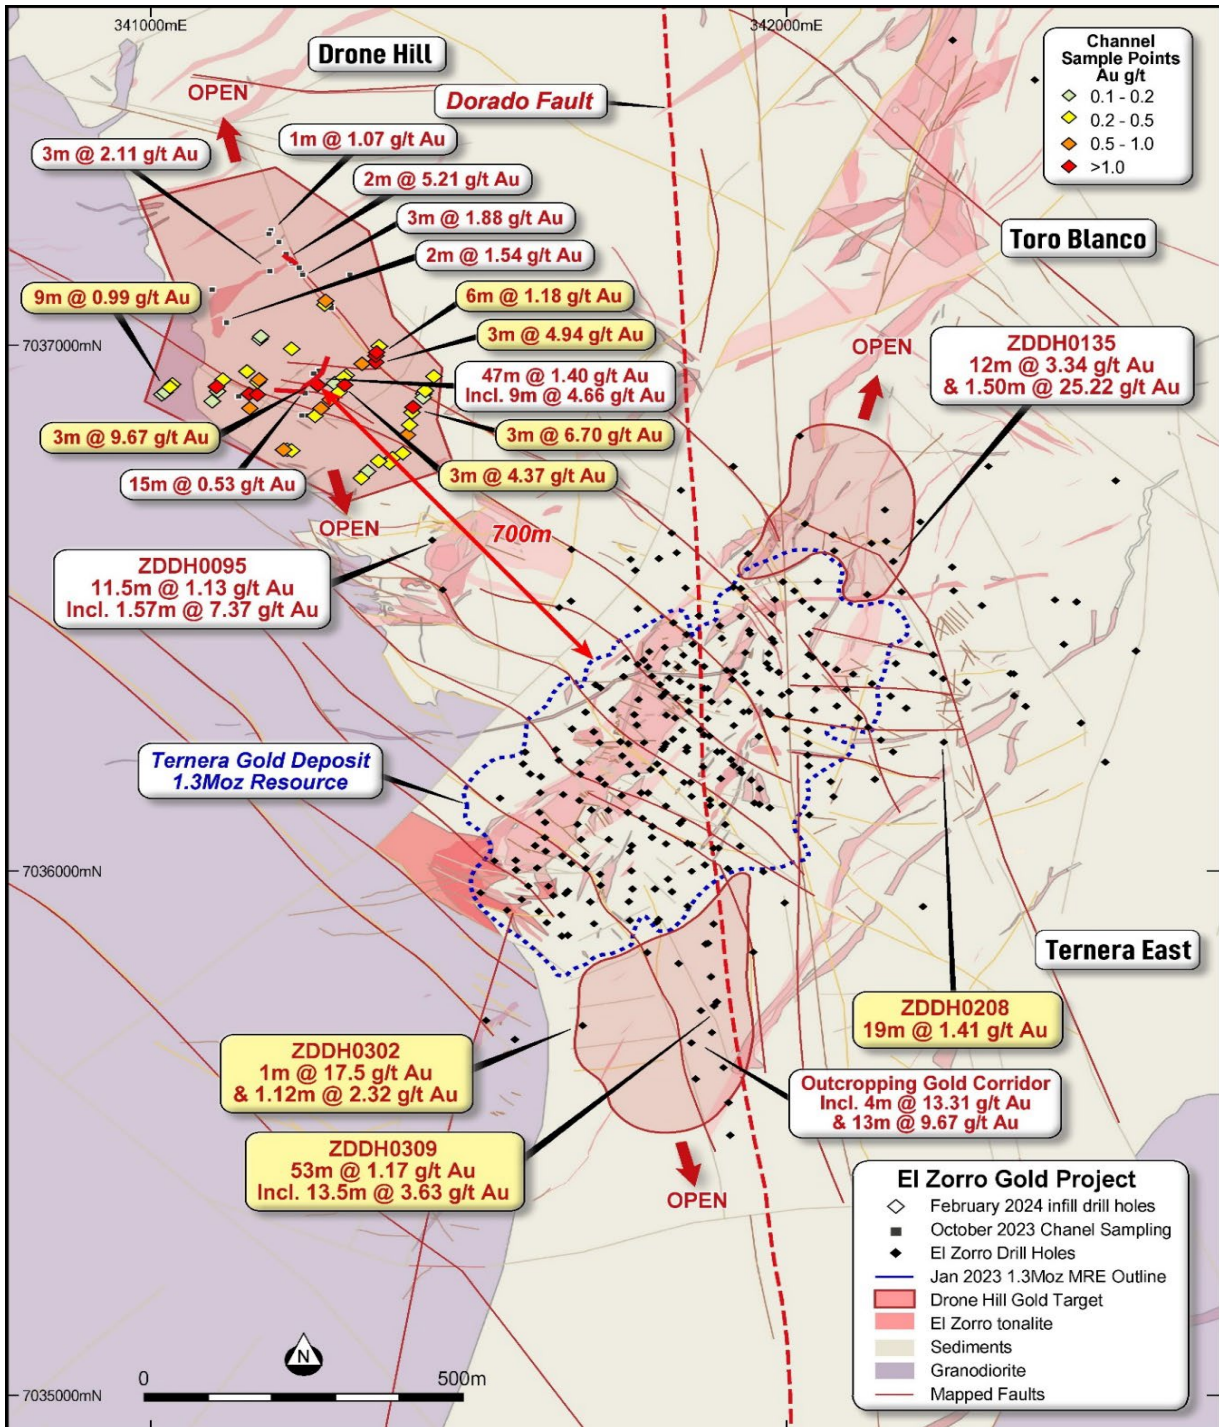 341000mE
342000mE
Drone Hill
OPEN
Dorado Fault
Channel
Sample Points
Au g/t
0.1 - 0.2
0.2 - 0.5
0.5 - 1.0
>1.0
1m @ 1.07 g/t Au
3m @ 2.11 g/t Au
2m @ 5.21 g/t Au
3m @ 1.88 g/t Au
2m @ 1.54 g/t Au
Toro Blanco
9m @ 0.99 g/t Au
6m @ 1.18 g/t Au
3m @ 4.94 g/t Au
7037000mN
OPEN
ZDDH0135
12m @ 3.34 g/t Au
& 1.50m @ 25.22 g/t Au
47m @ 1.40 g/t Au
Incl. 9m @ 4.66 g/t Au
3m @ 9.67 g/t Au
3m @ 6.70 g/t Au
15m @ 0.53 g/t Au
3m @ 4.37 g/t Au
OPEN
700m
ZDDH0095
11.5m @ 1.13 g/t Au
Incl. 1.57m @ 7.37 g/t Au
Ternera Gold Deposit
1.3Moz Resource
7036000mN
Ternera East
ZDDH0208
19m @ 1.41 g/t Au
ZDDH0302
1m @ 17.5 g/t Au
& 1.12m @ 2.32 g/t Au
Outcropping Gold Corridor
Incl. 4m @ 13.31 g/t Au
& 13m @ 9.67 g/t Au
ZDDH0309
53m @ 1.17 g/t Au
Incl. 13.5m @ 3.63 g/t Au
OPEN
El Zorro Gold Project
February 2024 infill drill holes
October 2023 Chanel Sampling
El Zorro Drill Holes
Jan 2023 1.3Moz MRE Outline
Drone Hill Gold Target
El Zorro tonalite
Sediments
Granodiorite
Mapped Faults
N
0
500m
7035000mN